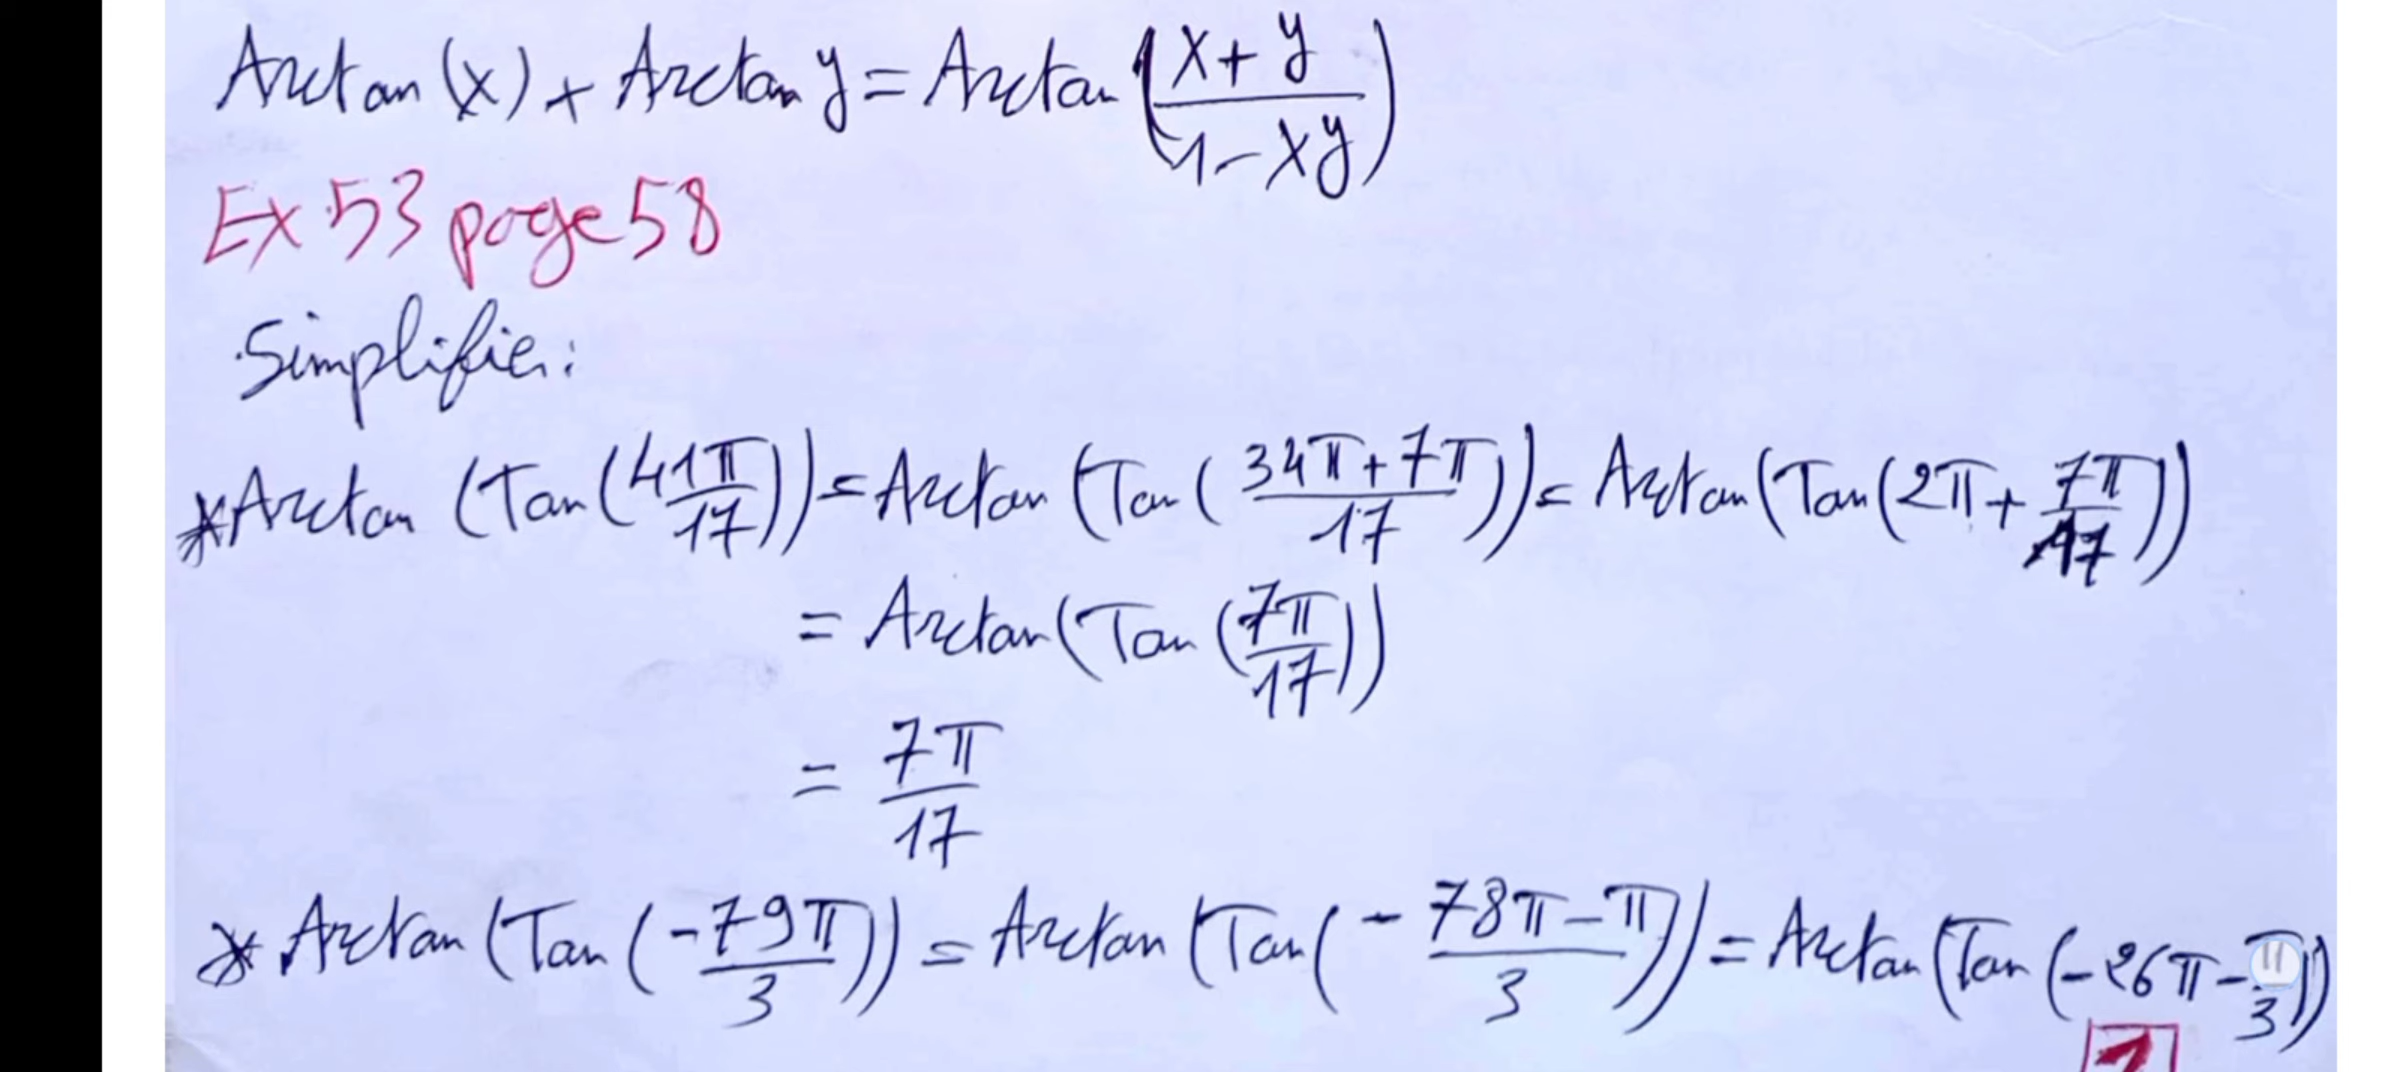 Arctan (x) + Arctan y = Arctan ((x+y)/(1-xy))
Ex 53 page 58
Simplifier:
*Arctan (Tan (41π/17)) = Arctan (Tan ((34π+7π)/17)) = Arctan (Tan (2π + 7π/17))
= Arctan (Tan (7π/17))
= 7π/17
* Arctan (Tan (-79π/3)) = Arctan (Tan (-(78π-π)/3)) = Arctan (Tan (-26π - π/3))
1